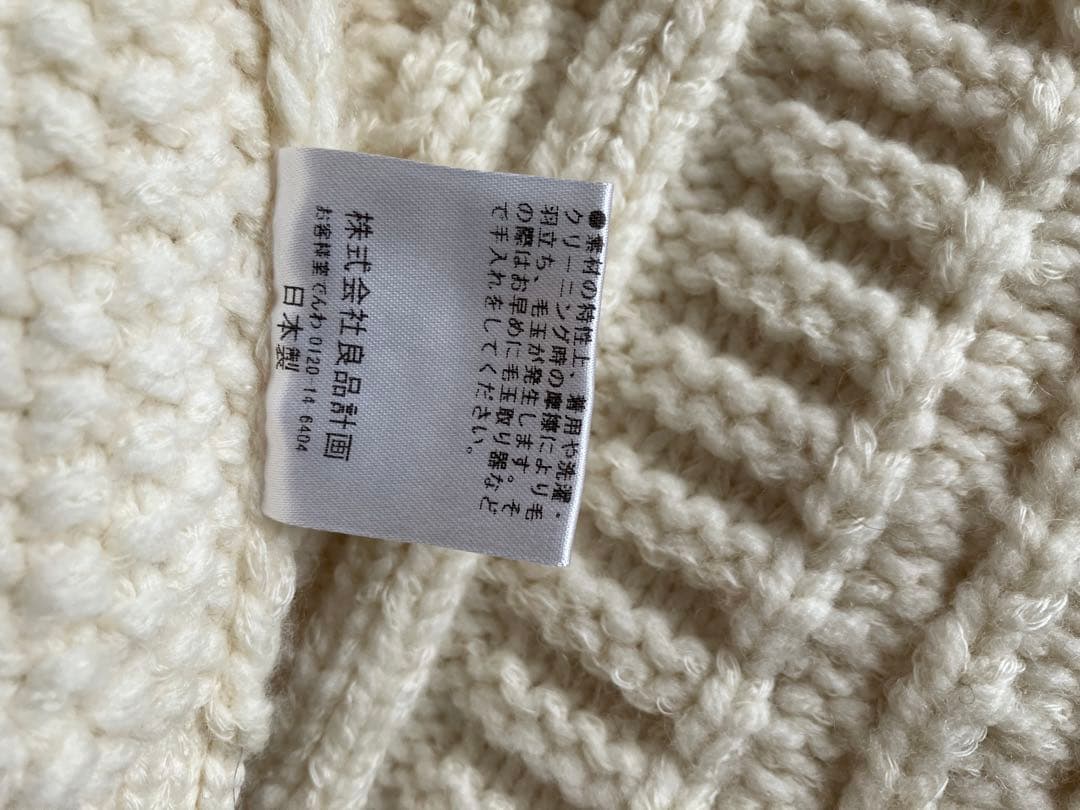 ●素材の特性上、着用や洗濯・
クリーニング時の摩擦により毛
羽立ち、毛玉が発生します。そ
の際はお早めに毛玉取り器など
で手入れをしてください。
株式会社良品計画
お客様室でんわ0120-14-6404
日本製